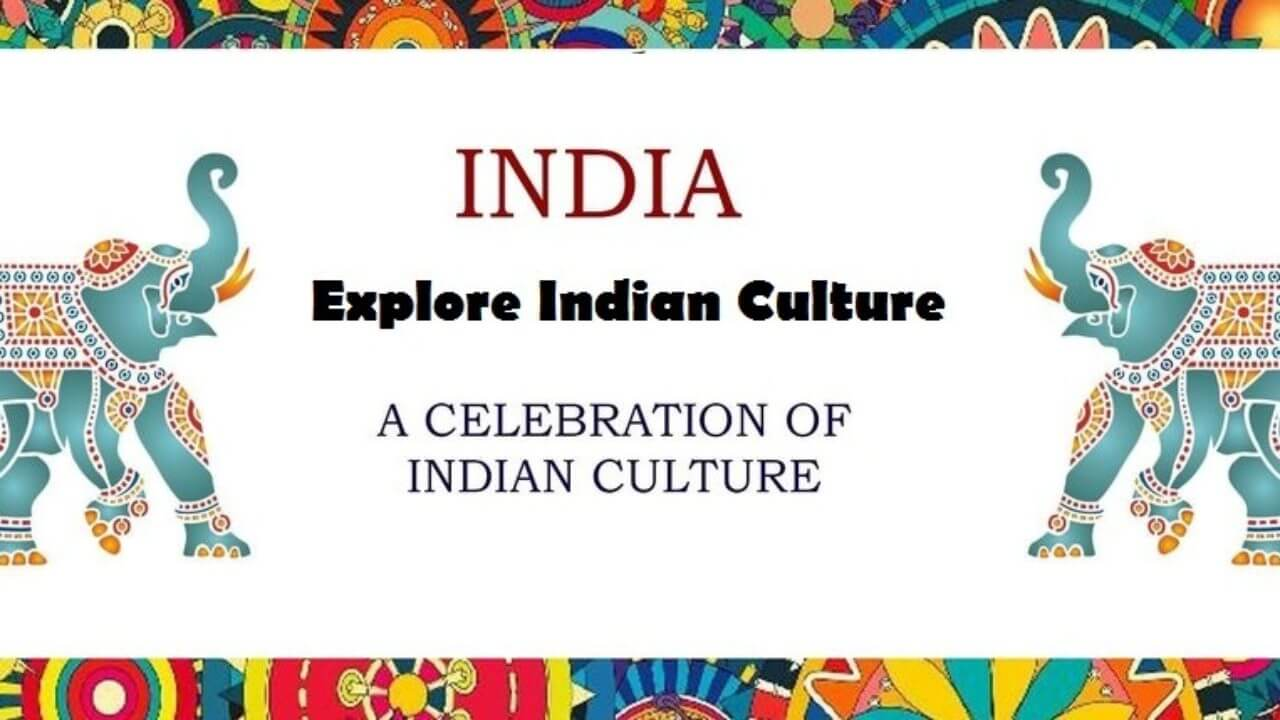 INDIA
Explore Indian Culture
A CELEBRATION OF
INDIAN CULTURE